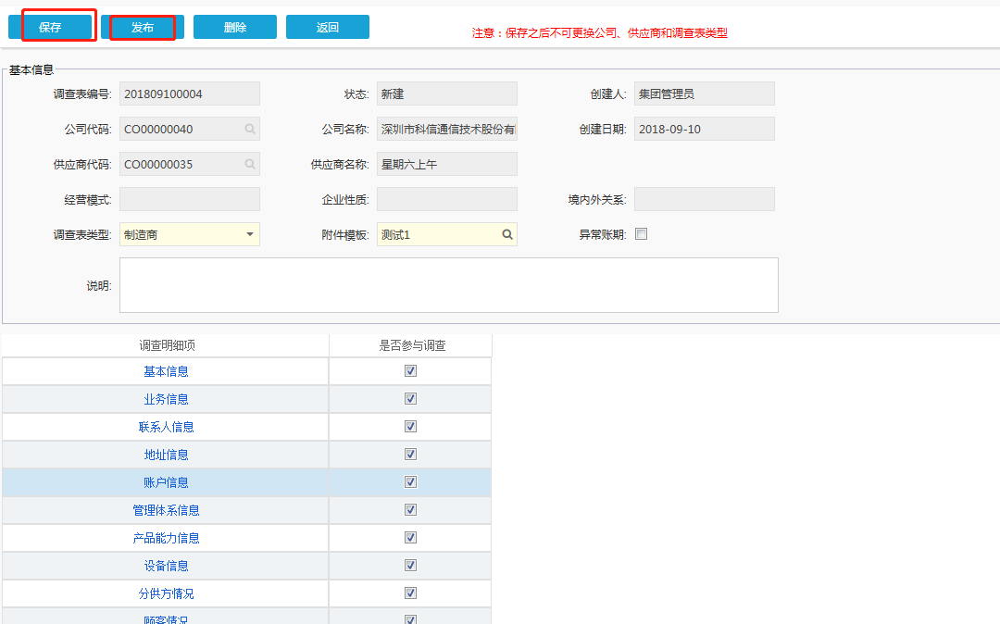 保存 发布 删除 返回 注意：保存之后不可更换公司、供应商和调查表类型
基本信息
调查表编号: 201809100004 状态: 新建 创建人: 集团管理员
公司代码: CO00000040 公司名称: 深圳市科信通信技术股份有 创建日期: 2018-09-10
供应商代码: CO00000035 供应商名称: 星期六上午
经营模式: 企业性质: 境内外关系:
调查表类型: 制造商 附件模板: 测试1 异常账期:
说明:
调查明细项 是否参与调查
基本信息
业务信息
联系人信息
地址信息
账户信息
管理体系信息
产品能力信息
设备信息
分供方情况
顾客情况